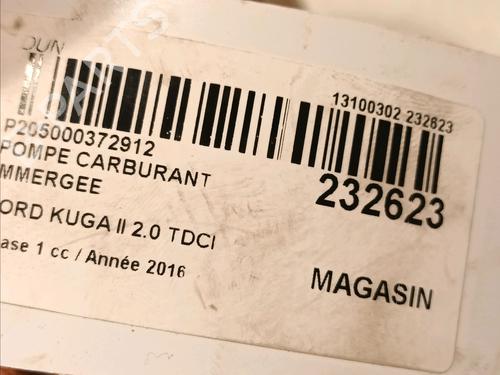 OUN
13100302 232623
P205000372912
POMPE CARBURANT
MMERGEE
232623
ORD KUGA II 2.0 TDCI
ase 1 cc / Année 2016
MAGASIN